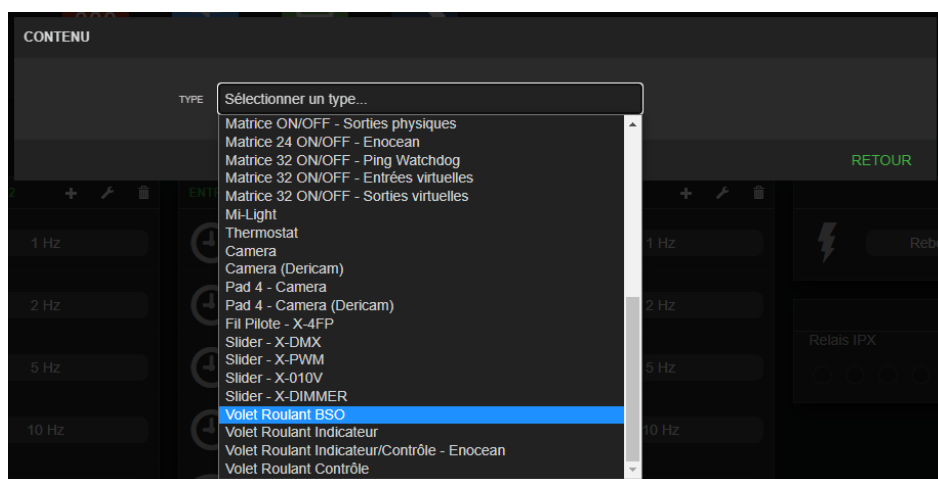 CONTENU
TYPE Sélectionner un type...
Matrice ON/OFF - Sorties physiques
Matrice 24 ON/OFF - Enocean
Matrice 32 ON/OFF - Ping Watchdog
Matrice 32 ON/OFF - Entrées virtuelles
Matrice 32 ON/OFF - Sorties virtuelles
Mi-Light
Thermostat
Camera
Camera (Dericam)
Pad 4 - Camera
Pad 4 - Camera (Dericam)
Fil Pilote - X-4FP
Slider - X-DMX
Slider - X-PWM
Slider - X-010V
Slider - X-DIMMER
Volet Roulant BSO
Volet Roulant Indicateur
Volet Roulant Indicateur/Contrôle - Enocean
Volet Roulant Contrôle
RETOUR
2
ENT
1 Hz
1 Hz
Reb
2 Hz
2 Hz
Relais IPX
5 Hz
5 Hz
10 Hz
10 Hz